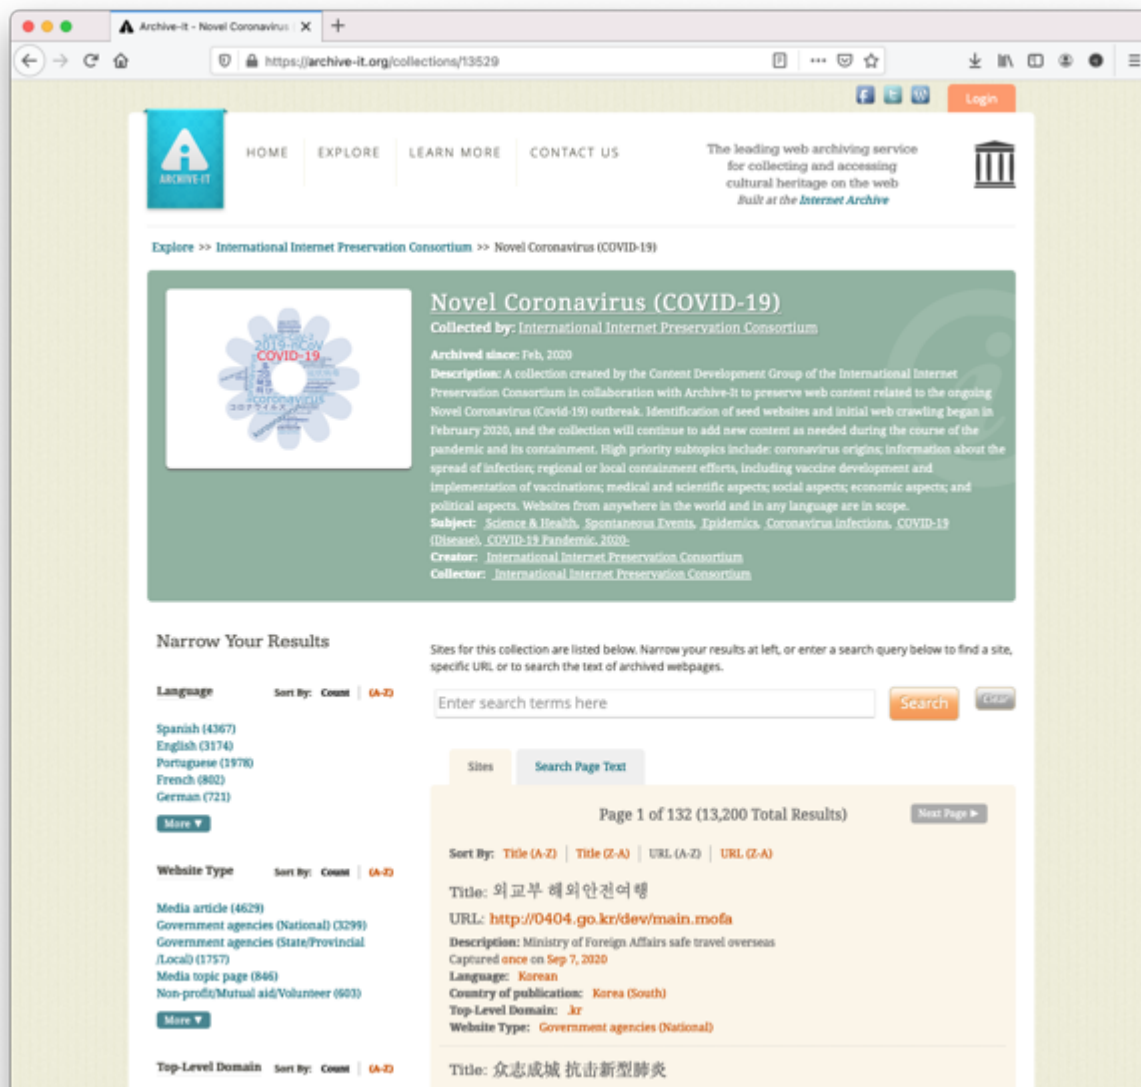 Archive-It - Novel Coronavirus
https://archive-it.org/collections/13529
Login
ARCHIVE-IT
HOME EXPLORE LEARN MORE CONTACT US
The leading web archiving service
for collecting and accessing
cultural heritage on the web
Built at the Internet Archive
Explore >> International Internet Preservation Consortium >> Novel Coronavirus (COVID-19)
2019-nCoV
COVID-19
coronavirus
コロナウイルス
Novel Coronavirus (COVID-19)
Collected by: International Internet Preservation Consortium
Archived since: Feb, 2020
Description: A collection created by the Content Development Group of the International Internet
Preservation Consortium in collaboration with Archive-It to preserve web content related to the ongoing
Novel Coronavirus (Covid-19) outbreak. Identification of seed websites and initial web crawling began in
February 2020, and the collection will continue to add new content as needed during the course of the
pandemic and its containment. High priority subtopics include: coronavirus origins; information about the
spread of infection; regional or local containment efforts, including vaccine development and
implementation of vaccinations; medical and scientific aspects; social aspects; economic aspects; and
political aspects. Websites from anywhere in the world and in any language are in scope.
Subject: Science & Health, Spontaneous Events, Epidemics, Coronavirus infections, COVID-19
(Disease), COVID-19 Pandemic, 2020-
Creator: International Internet Preservation Consortium
Collector: International Internet Preservation Consortium
Narrow Your Results
Language Sort By: Count (A-Z)
Spanish (4367)
English (3174)
Portuguese (1978)
French (802)
German (721)
More ▼
Website Type Sort By: Count (A-Z)
Media article (4629)
Government agencies (National) (3299)
Government agencies (State/Provincial
/Local) (1757)
Media topic page (846)
Non-profit/Mutual aid/Volunteer (603)
More ▼
Top-Level Domain Sort By: Count (A-Z)
Sites for this collection are listed below. Narrow your results at left, or enter a search query below to find a site,
specific URL or to search the text of archived webpages.
Enter search terms here Search Clear
Sites Search Page Text
Page 1 of 132 (13,200 Total Results) Next Page ►
Sort By: Title (A-Z) Title (Z-A) URL (A-Z) URL (Z-A)
Title: 외교부 해외안전여행
URL: http://0404.go.kr/dev/main.mofa
Description: Ministry of Foreign Affairs safe travel overseas
Captured once on Sep 7, 2020
Language: Korean
Country of publication: Korea (South)
Top-Level Domain: .kr
Website Type: Government agencies (National)
Title: 众志成城 抗击新型肺炎